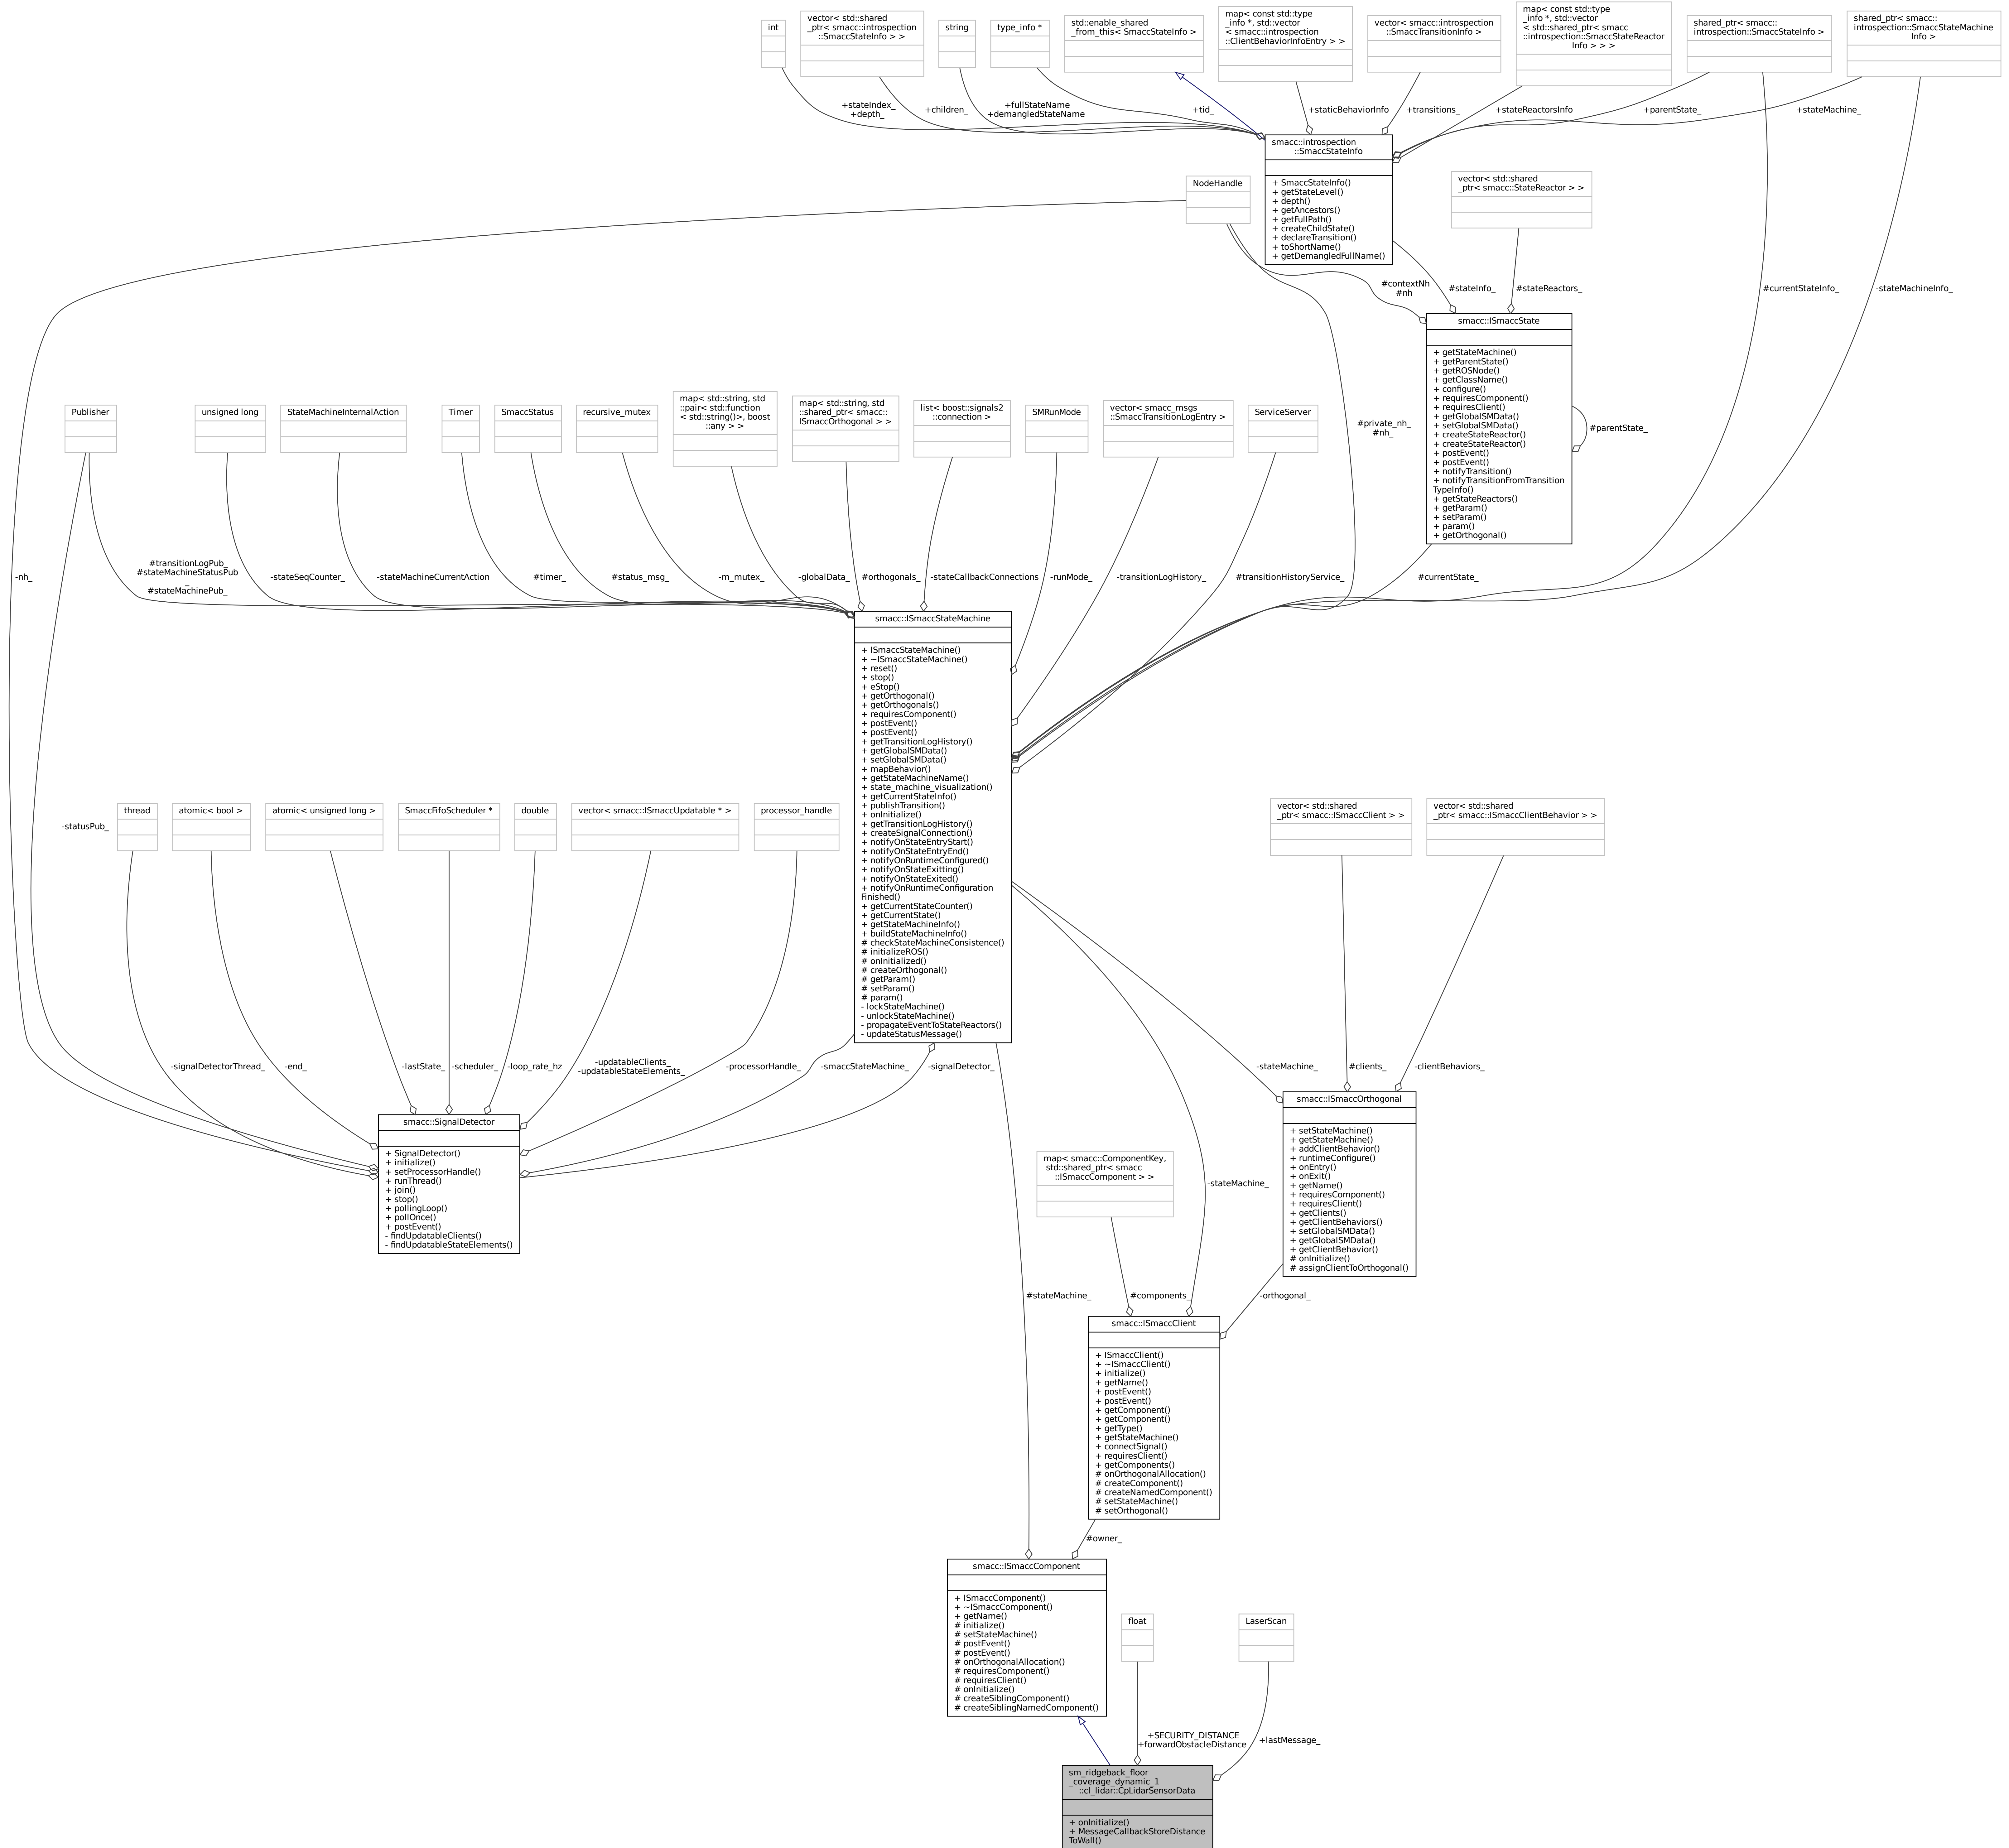 int
vector< std::shared
_ptr< smacc::introspection
::SmaccStateInfo > >
string
type_info *
std::enable_shared
_from_this< SmaccStateInfo >
map< const std::type
_info *, std::vector
< smacc::introspection
::ClientBehaviorInfoEntry > >
vector< smacc::introspection
::SmaccTransitionInfo >
map< const std::type
_info *, std::vector
< std::shared_ptr< smacc
::introspection::SmaccStateReactor
Info > > >
shared_ptr< smacc::
introspection::SmaccStateInfo >
shared_ptr< smacc::
introspection::SmaccStateMachine
Info >
+stateIndex_
+depth_
+children_
+fullStateName
+demangledStateName
+tid_
+staticBehaviorInfo
+transitions_
+stateReactorsInfo
+parentState_
+stateMachine_
smacc::introspection
::SmaccStateInfo
+ SmaccStateInfo()
+ getStateLevel()
+ depth()
+ getAncestors()
+ getFullPath()
+ createChildState()
+ declareTransition()
+ toShortName()
+ getDemangledFullName()
NodeHandle
vector< std::shared
_ptr< smacc::StateReactor > >
#contextNh
#nh
#stateInfo_
#stateReactors_
#currentStateInfo_
-stateMachineInfo_
smacc::ISmaccState
+ getStateMachine()
+ getParentState()
+ getROSNode()
+ getClassName()
+ configure()
+ requiresComponent()
+ requiresClient()
+ getGlobalSMData()
+ setGlobalSMData()
+ createStateReactor()
+ createStateReactor()
+ postEvent()
+ postEvent()
+ notifyTransition()
+ notifyTransitionFromTransition
TypeInfo()
+ getStateReactors()
+ getParam()
+ setParam()
+ param()
+ getOrthogonal()
#parentState_
Publisher
unsigned long
StateMachineInternalAction
Timer
SmaccStatus
recursive_mutex
map< std::string, std
::pair< std::function
< std::string()>, boost
::any > >
map< std::string, std
::shared_ptr< smacc::
ISmaccOrthogonal > >
list< boost::signals2
::connection >
SMRunMode
vector< smacc_msgs
::SmaccTransitionLogEntry >
ServiceServer
#private_nh_
#nh_
-nh_
#transitionLogPub_
#stateMachineStatusPub
_
#stateMachinePub_
-stateSeqCounter_
-stateMachineCurrentAction
#timer_
#status_msg_
-m_mutex_
-globalData_
#orthogonals_
-stateCallbackConnections
-runMode_
-transitionLogHistory_
#transitionHistoryService_
#currentState_
smacc::ISmaccStateMachine
+ ISmaccStateMachine()
+ ~ISmaccStateMachine()
+ reset()
+ stop()
+ eStop()
+ getOrthogonal()
+ getOrthogonals()
+ requiresComponent()
+ postEvent()
+ postEvent()
+ getTransitionLogHistory()
+ getGlobalSMData()
+ setGlobalSMData()
+ mapBehavior()
+ getStateMachineName()
+ state_machine_visualization()
+ getCurrentStateInfo()
+ publishTransition()
+ onInitialize()
+ getTransitionLogHistory()
+ createSignalConnection()
+ notifyOnStateEntryStart()
+ notifyOnStateEntryEnd()
+ notifyOnRuntimeConfigured()
+ notifyOnStateExitting()
+ notifyOnStateExited()
+ notifyOnRuntimeConfiguration
Finished()
+ getCurrentStateCounter()
+ getCurrentState()
+ getStateMachineInfo()
+ buildStateMachineInfo()
# checkStateMachineConsistence()
# initializeROS()
# onInitialized()
# createOrthogonal()
# getParam()
# setParam()
# param()
- lockStateMachine()
- unlockStateMachine()
- propagateEventToStateReactors()
- updateStatusMessage()
-statusPub_
thread
atomic< bool >
atomic< unsigned long >
SmaccFifoScheduler *
double
vector< smacc::ISmaccUpdatable * >
processor_handle
vector< std::shared
_ptr< smacc::ISmaccClient > >
vector< std::shared
_ptr< smacc::ISmaccClientBehavior > >
-signalDetectorThread_
-end_
-lastState_
-scheduler_
-loop_rate_hz
-updatableClients_
-updatableStateElements_
-processorHandle_
-smaccStateMachine_
-signalDetector_
-stateMachine_
#clients_
-clientBehaviors_
smacc::SignalDetector
+ SignalDetector()
+ initialize()
+ setProcessorHandle()
+ runThread()
+ join()
+ stop()
+ pollingLoop()
+ pollOnce()
+ postEvent()
- findUpdatableClients()
- findUpdatableStateElements()
smacc::ISmaccOrthogonal
+ setStateMachine()
+ getStateMachine()
+ addClientBehavior()
+ runtimeConfigure()
+ onEntry()
+ onExit()
+ getName()
+ requiresComponent()
+ requiresClient()
+ getClients()
+ getClientBehaviors()
+ setGlobalSMData()
+ getGlobalSMData()
+ getClientBehavior()
# onInitialize()
# assignClientToOrthogonal()
map< smacc::ComponentKey,
std::shared_ptr< smacc
::ISmaccComponent > >
-stateMachine_
#stateMachine_
#components_
-orthogonal_
smacc::ISmaccClient
+ ISmaccClient()
+ ~ISmaccClient()
+ initialize()
+ getName()
+ postEvent()
+ postEvent()
+ getComponent()
+ getComponent()
+ getType()
+ getStateMachine()
+ connectSignal()
+ requiresClient()
+ getComponents()
# onOrthogonalAllocation()
# createComponent()
# createNamedComponent()
# setStateMachine()
# setOrthogonal()
#owner_
smacc::ISmaccComponent
+ ISmaccComponent()
+ ~ISmaccComponent()
+ getName()
# initialize()
# setStateMachine()
# postEvent()
# postEvent()
# onOrthogonalAllocation()
# requiresComponent()
# requiresClient()
# onInitialize()
# createSiblingComponent()
# createSiblingNamedComponent()
float
LaserScan
+SECURITY_DISTANCE
+forwardObstacleDistance
+lastMessage_
sm_ridgeback_floor
_coverage_dynamic_1
::cl_lidar::CpLidarSensorData
+ onInitialize()
+ MessageCallbackStoreDistance
ToWall()